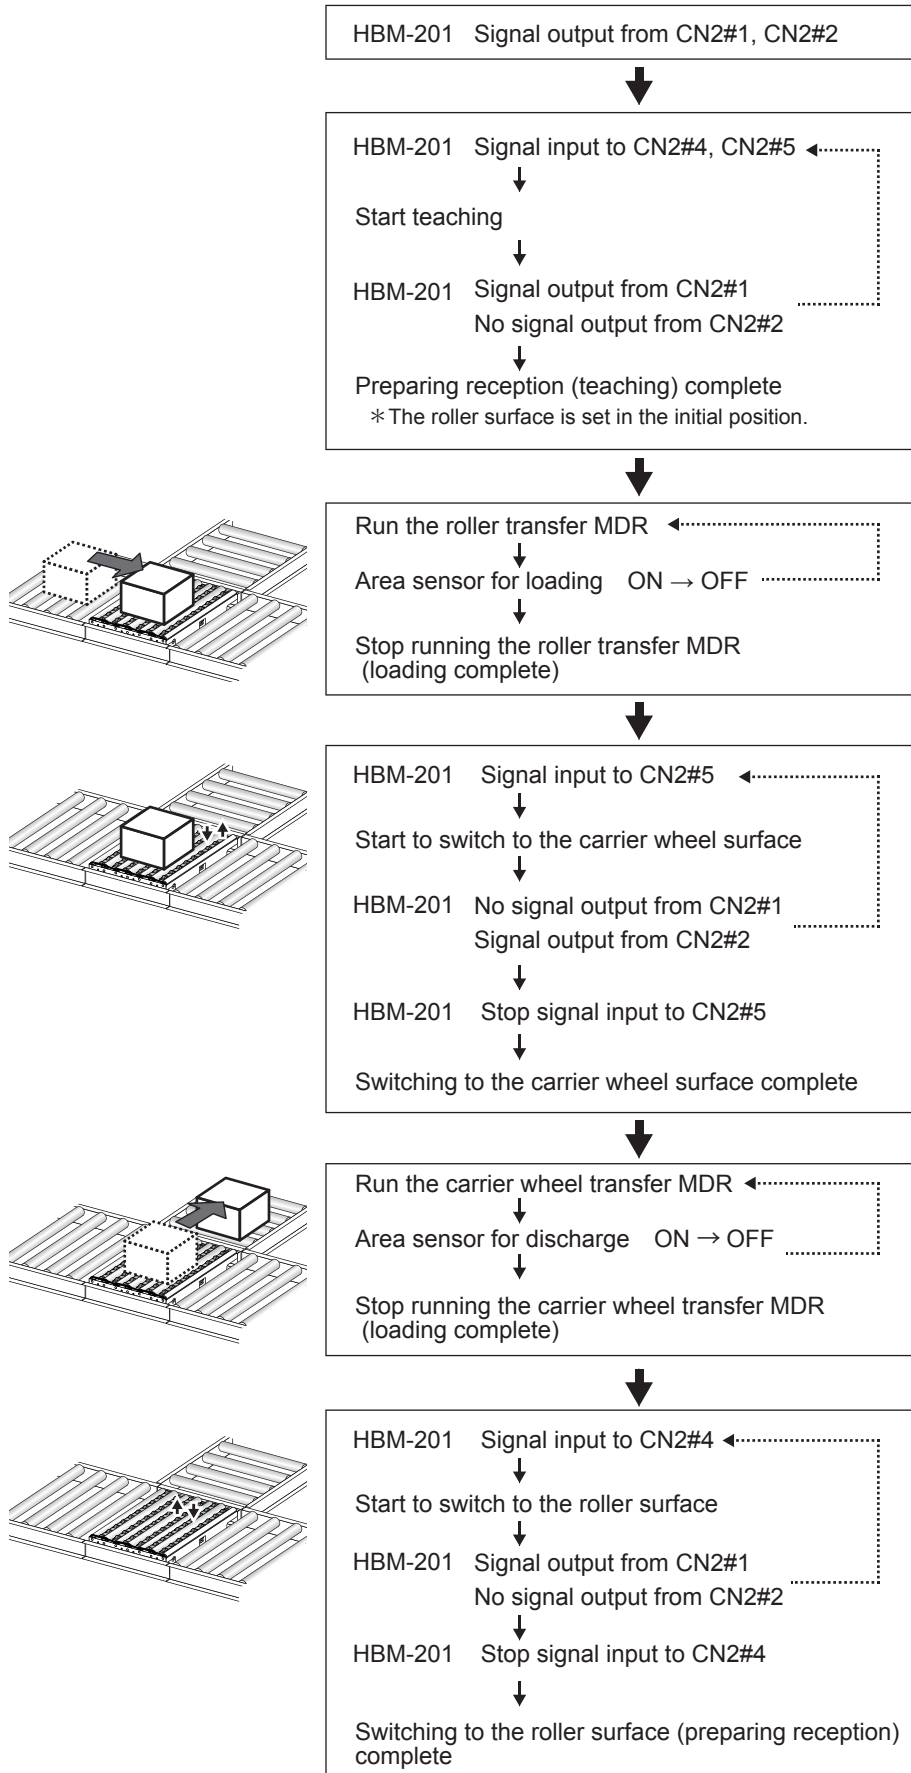 HBM-201 Signal output from CN2#1, CN2#2
HBM-201 Signal input to CN2#4, CN2#5
Start teaching
HBM-201 Signal output from CN2#1
No signal output from CN2#2
Preparing reception (teaching) complete
＊The roller surface is set in the initial position.
Run the roller transfer MDR
Area sensor for loading ON → OFF
Stop running the roller transfer MDR
(loading complete)
HBM-201 Signal input to CN2#5
Start to switch to the carrier wheel surface
HBM-201 No signal output from CN2#1
Signal output from CN2#2
HBM-201 Stop signal input to CN2#5
Switching to the carrier wheel surface complete
Run the carrier wheel transfer MDR
Area sensor for discharge ON → OFF
Stop running the carrier wheel transfer MDR
(loading complete)
HBM-201 Signal input to CN2#4
Start to switch to the roller surface
HBM-201 Signal output from CN2#1
No signal output from CN2#2
HBM-201 Stop signal input to CN2#4
Switching to the roller surface (preparing reception)
complete